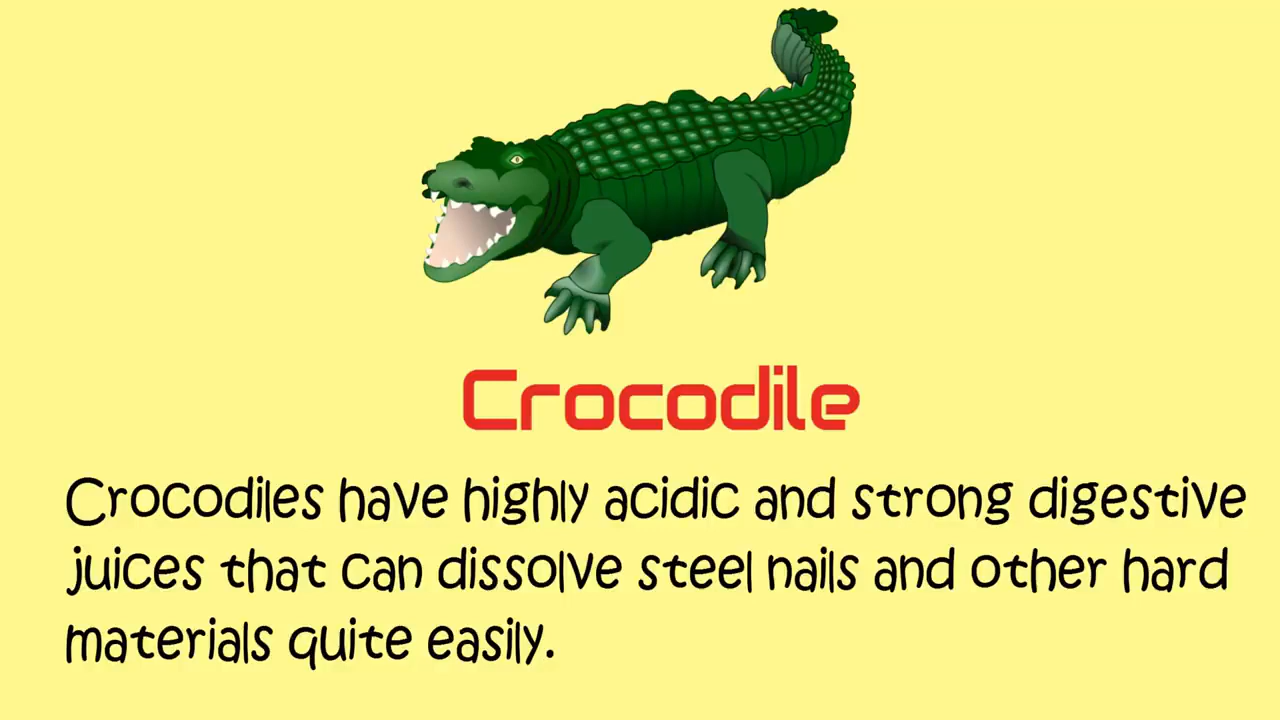 Crocodile
Crocodiles have highly acidic and strong digestive
juices that can dissolve steel nails and other hard
materials quite easily.